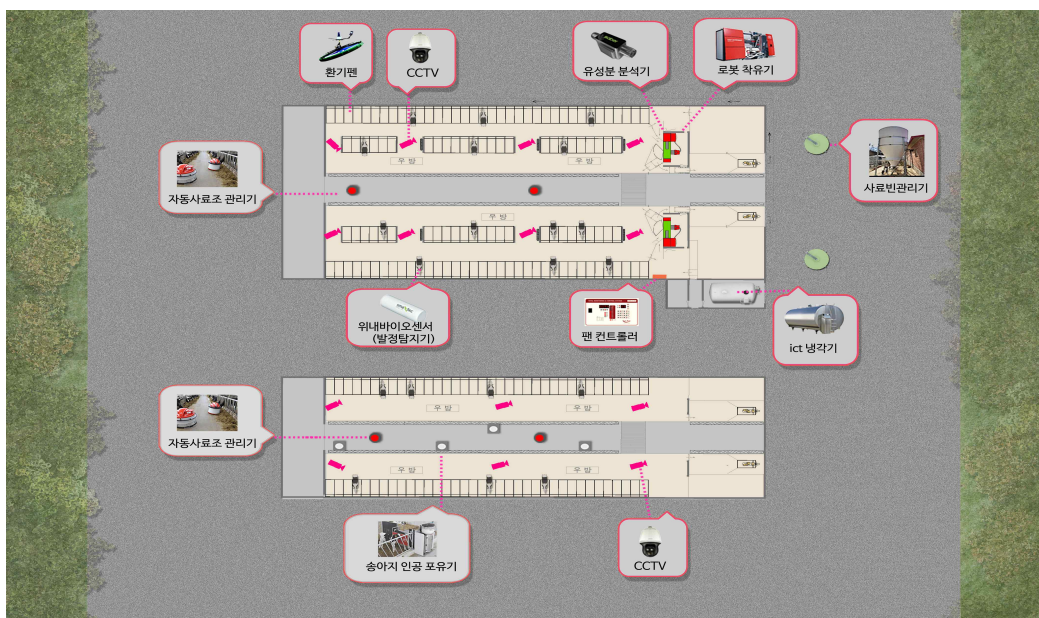 환기펜
CCTV
유성분 분석기
로봇 착유기
자동사료조 관리기
사료빈관리기
우 방
우 방
우 방
위내바이오센서
(발정탐지기)
팬 컨트롤러
ict 냉각기
우 방
우 방
자동사료조 관리기
우 방
우 방
송아지 인공 포유기
CCTV